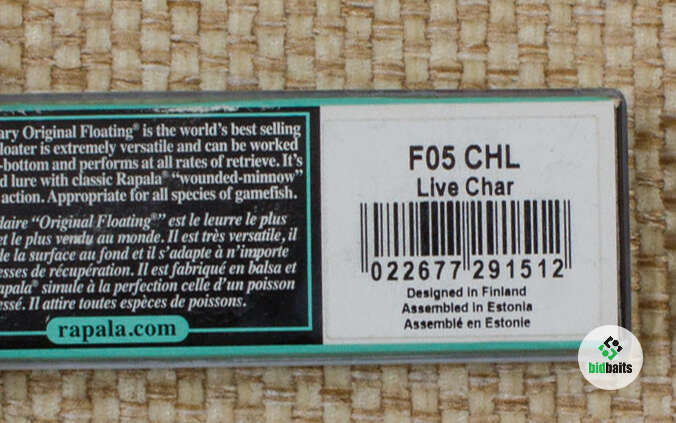 ary Original Floating® is the world's best selling
loater is extremely versatile and can be worked
-bottom and performs at all rates of retrieve. It's
d lure with classic Rapala® “wounded-minnow”
action. Appropriate for all species of gamefish.
daire “Original Floating®” est le leurre le plus
et le plus vendu au monde. Il est très versatile, il
de la surface au fond et il s'adapte à n'importe
esses de récupération. Il est fabriqué en balsa et
apala® simule à la perfection celle d'un poisson
essé. Il attire toutes espèces de poissons.
rapala.com
F05 CHL
Live Char
022677 291512
Designed in Finland
Assembled in Estonia
Assemblé en Estonie
bidbaits